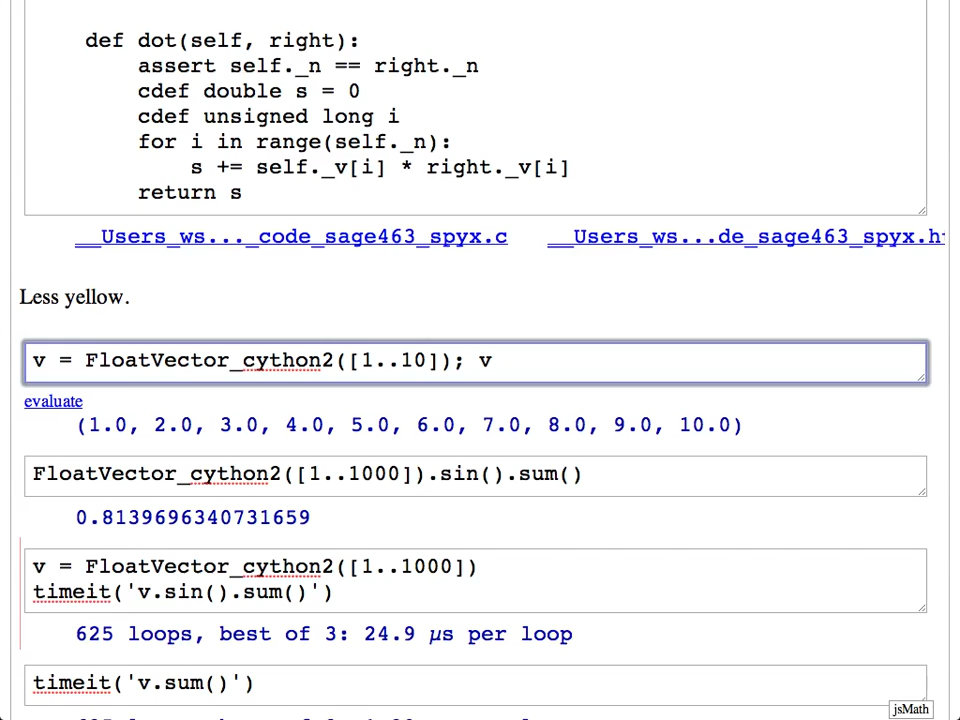 def dot(self, right):
assert self._n == right._n
cdef double s = 0
cdef unsigned long i
for i in range(self._n):
s += self._v[i] * right._v[i]
return s
__Users_ws..._code_sage463_spyx.c __Users_ws...de_sage463_spyx.h
Less yellow.
v = FloatVector_cython2([1..10]); v
evaluate
(1.0, 2.0, 3.0, 4.0, 5.0, 6.0, 7.0, 8.0, 9.0, 10.0)
FloatVector_cython2([1..1000]).sin().sum()
0.8139696340731659
v = FloatVector_cython2([1..1000])
timeit('v.sin().sum()')
625 loops, best of 3: 24.9 µs per loop
timeit('v.sum()')
jsMath